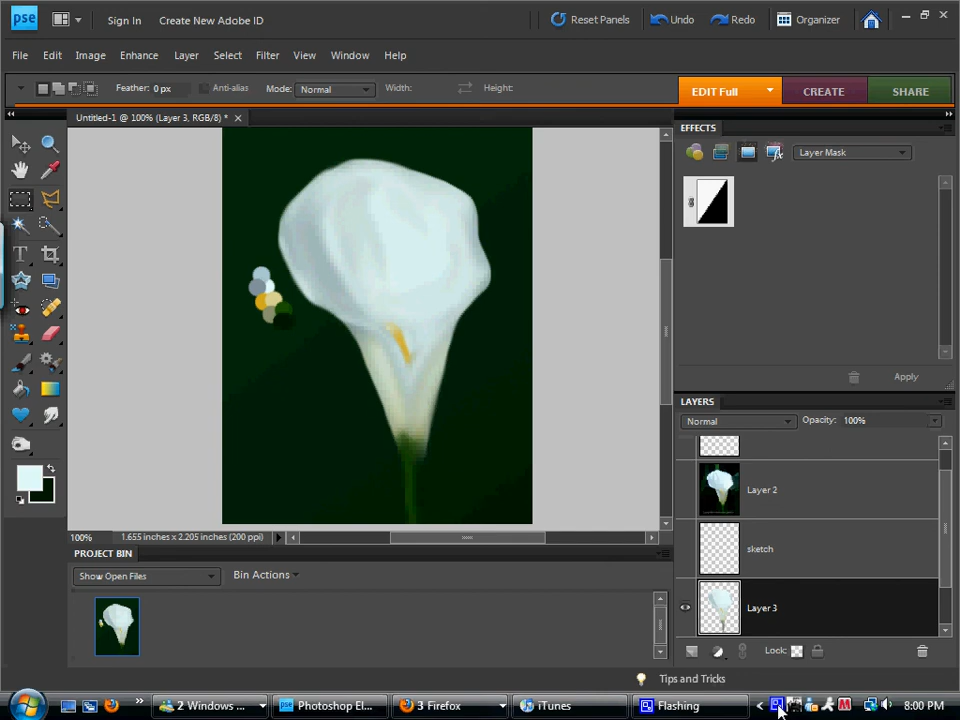 pse
Sign In
Create New Adobe ID
Reset Panels
Undo
Redo
Organizer
File Edit Image Enhance Layer Select Filter View Window Help
Feather: 0 px
Anti-alias
Mode: Normal
Width:
Height:
EDIT Full
CREATE
SHARE
Untitled-1 @ 100% (Layer 3, RGB/8) *
EFFECTS
Layer Mask
Apply
LAYERS
Normal
Opacity: 100%
Layer 2
sketch
Layer 3
Lock:
100%
1.655 inches x 2.205 inches (200 ppi)
PROJECT BIN
Show Open Files
Bin Actions
Tips and Tricks
2 Windows ...
Photoshop El...
3 Firefox
iTunes
Flashing
8:00 PM